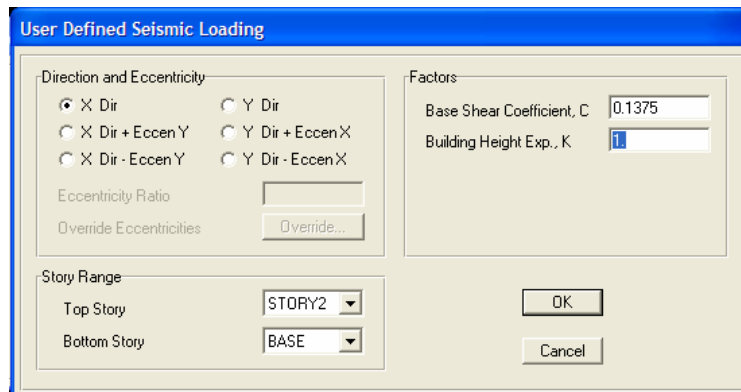 User Defined Seismic Loading
Direction and Eccentricity
X Dir Y Dir
X Dir + Eccen Y Y Dir + Eccen X
X Dir - Eccen Y Y Dir - Eccen X
Eccentricity Ratio
Override Eccentricities Override...
Factors
Base Shear Coefficient, C 0.1375
Building Height Exp., K 1.
Story Range
Top Story STORY2
Bottom Story BASE
OK
Cancel